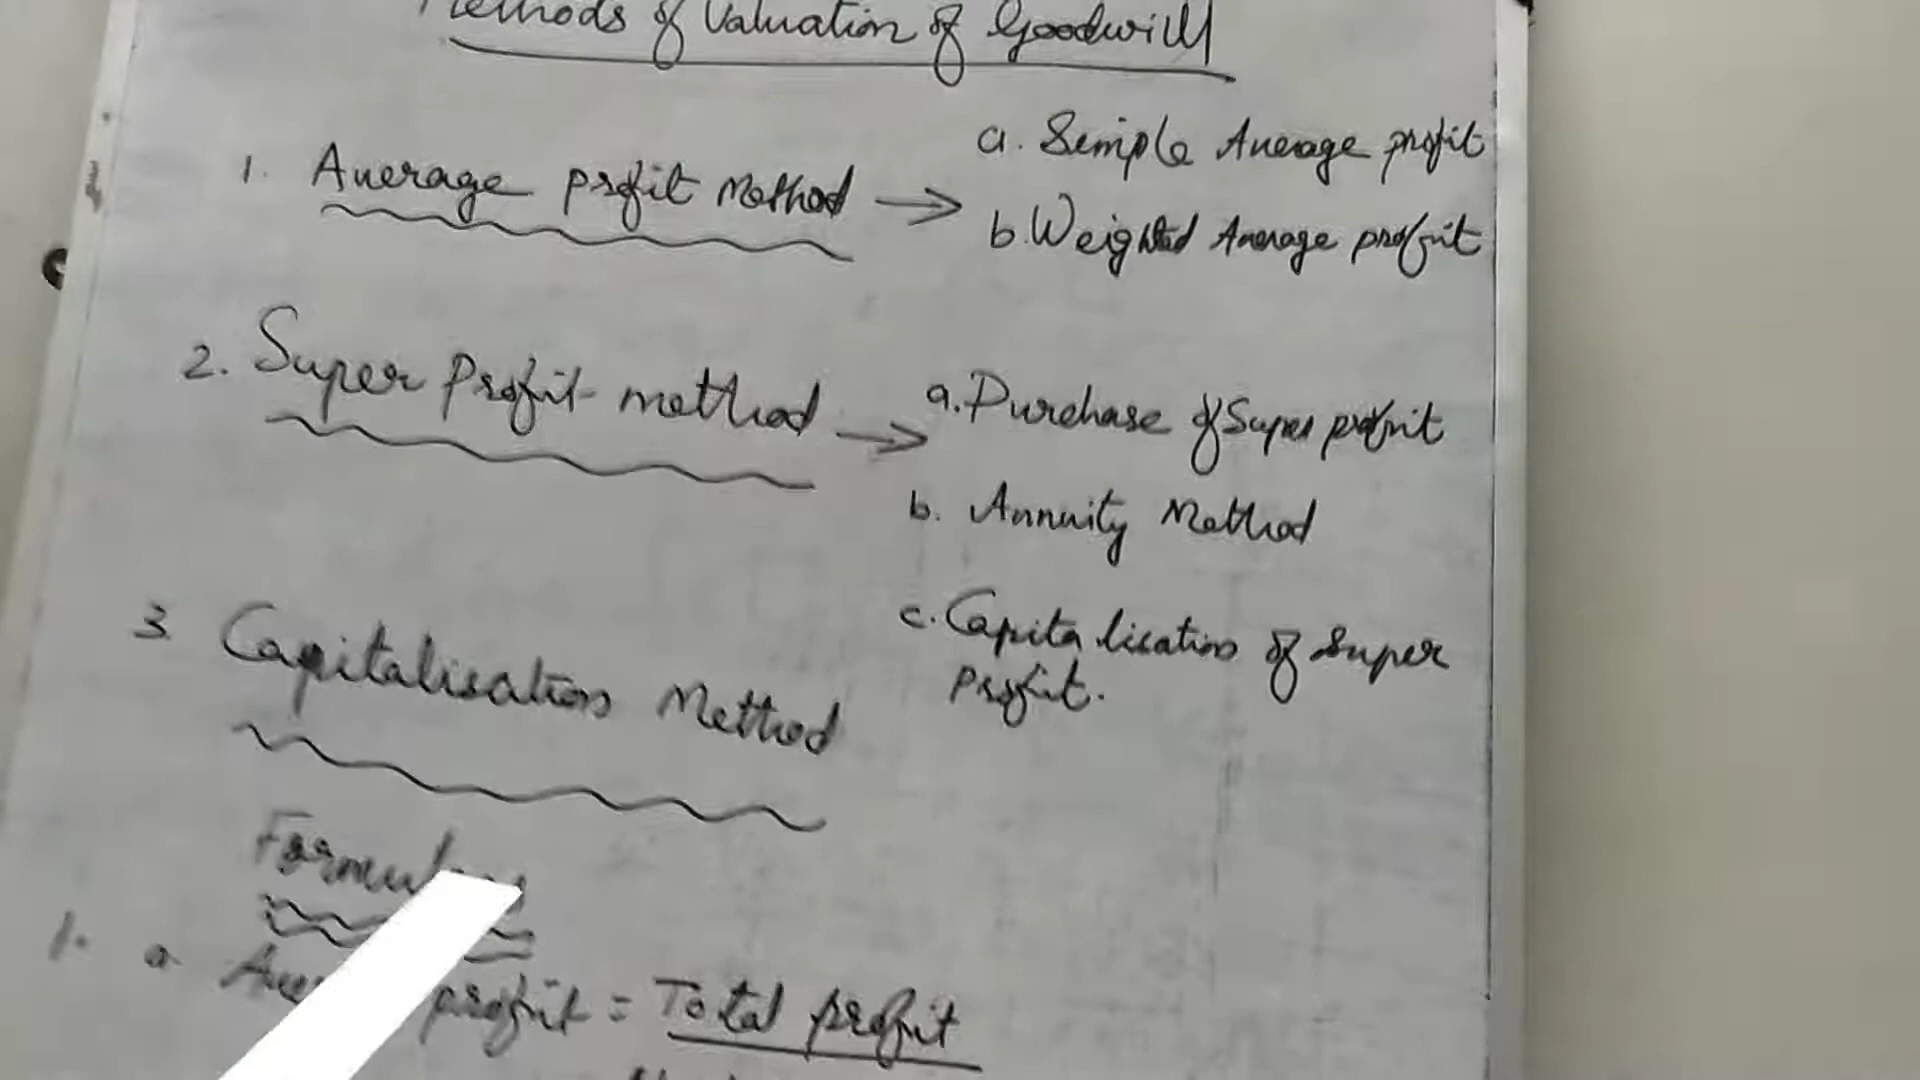 Methods of Valuation of Goodwill
1. Average profit Method → a. Simple Average profit
b. Weighted Average profit
2. Super Profit method → a. Purchase of Super profit
b. Annuity Method
c. Capitalisation of Super
Profit.
3 Capitalisation Method
Formulas
1. a profit = Total profit